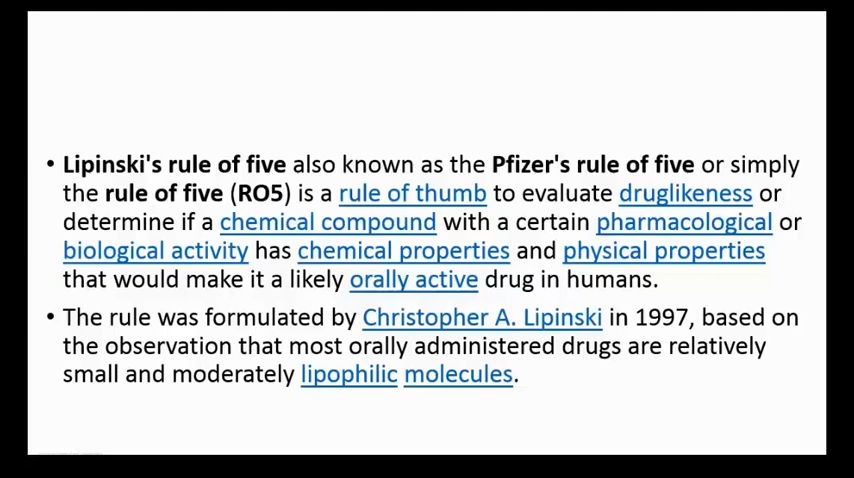 • Lipinski's rule of five also known as the Pfizer's rule of five or simply
the rule of five (RO5) is a rule of thumb to evaluate druglikeness or
determine if a chemical compound with a certain pharmacological or
biological activity has chemical properties and physical properties
that would make it a likely orally active drug in humans.
• The rule was formulated by Christopher A. Lipinski in 1997, based on
the observation that most orally administered drugs are relatively
small and moderately lipophilic molecules.